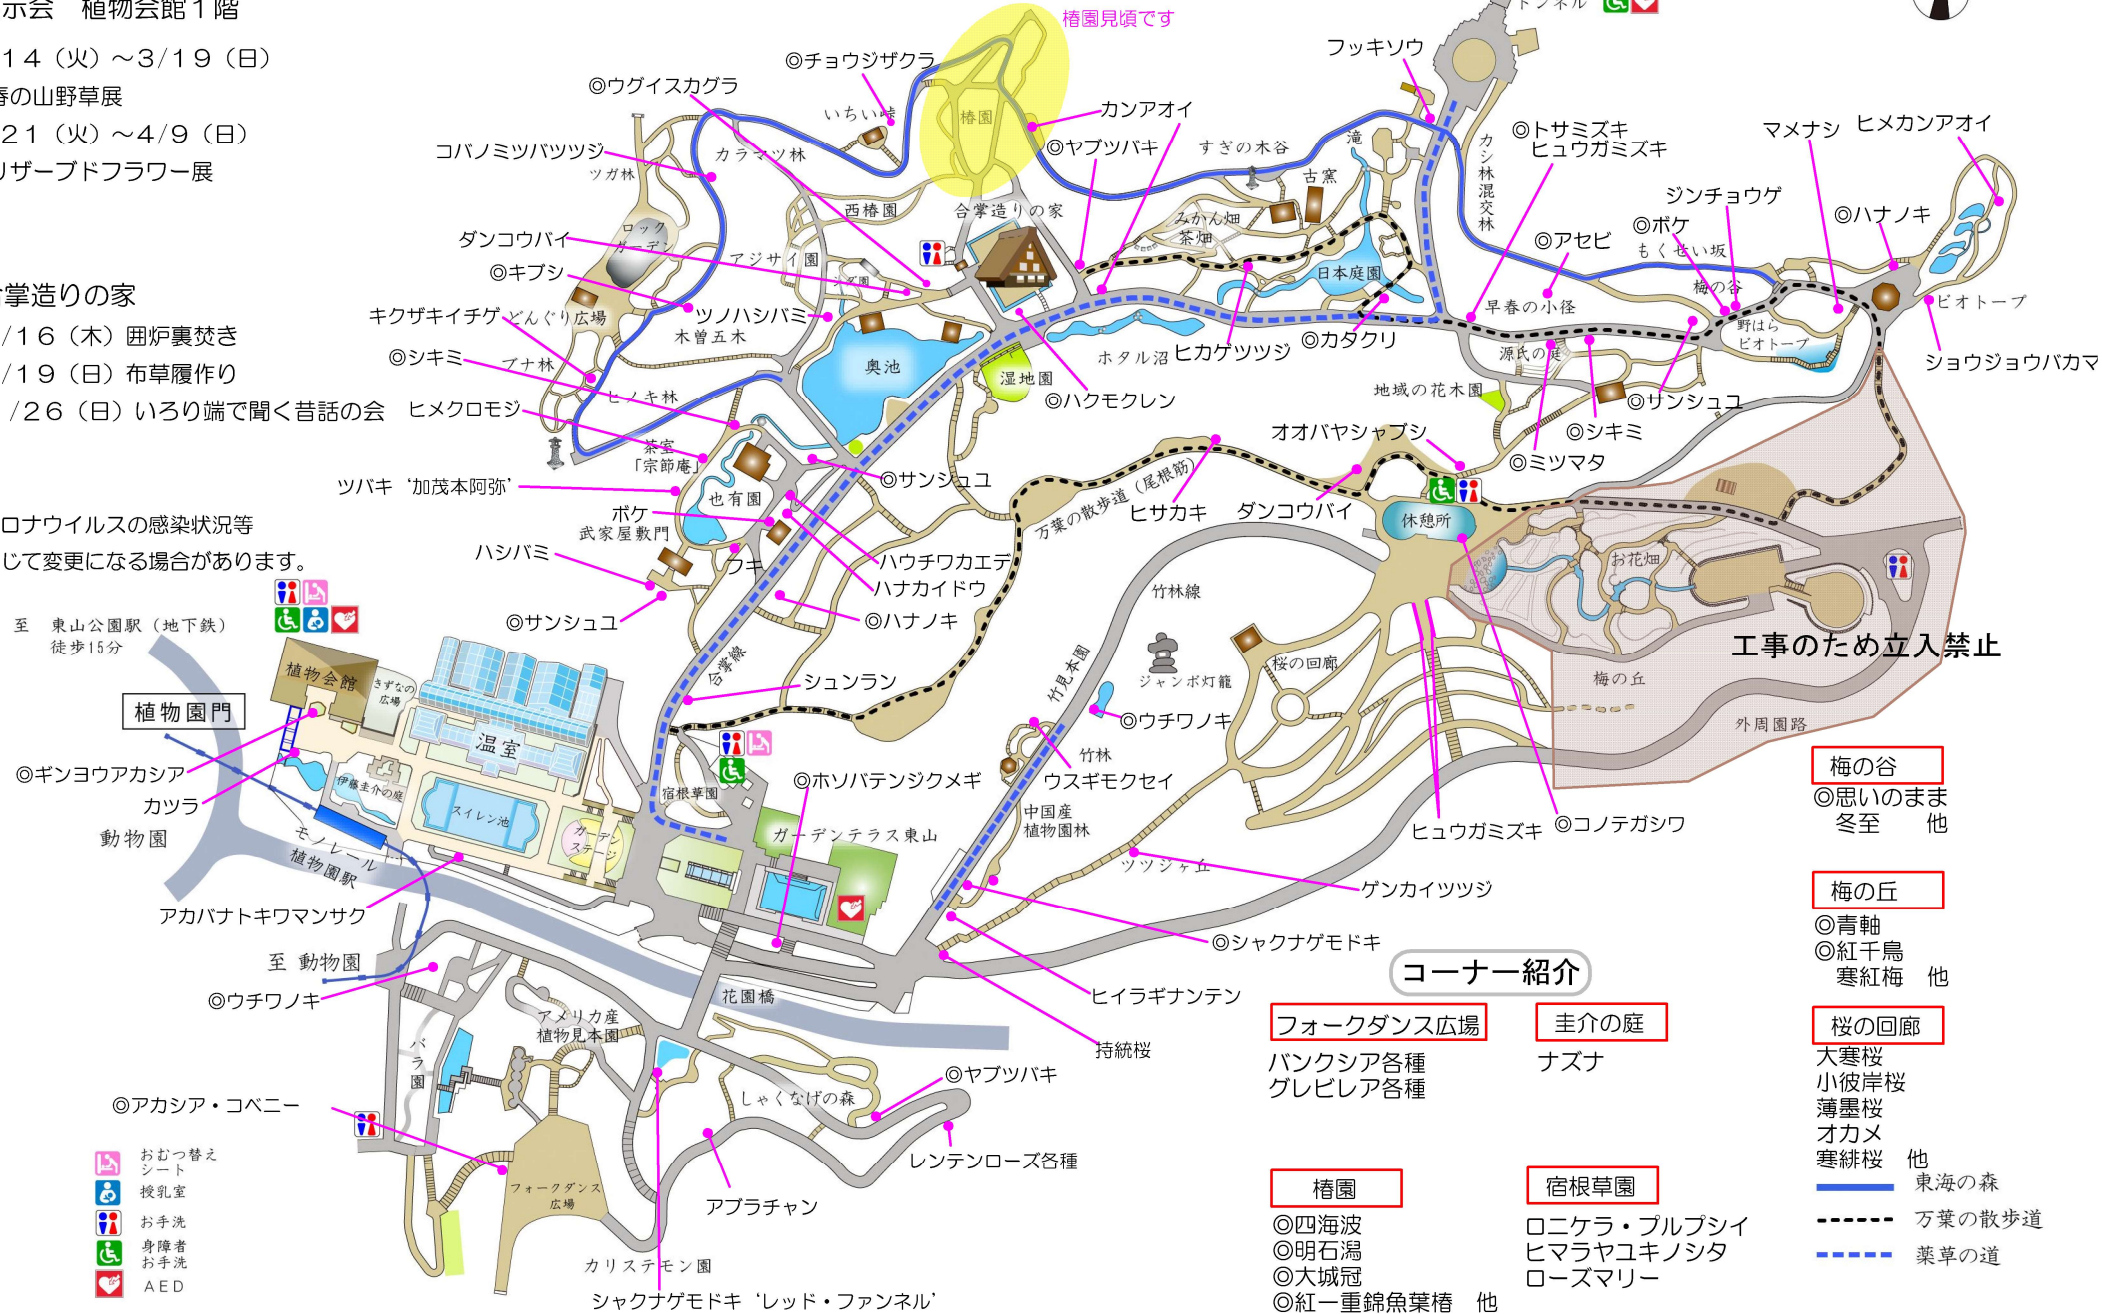 示会 植物会館１階
１４（火）～３/１９（日）
春の山野草展
２１（火）～４/９（日）
リザーブドフラワー展
合掌造りの家
/１６（木）囲炉裏焚き
/１９（日）布草履作り
/２６（日）いろり端で聞く昔話の会
ロナウイルスの感染状況等
じて変更になる場合があります。
椿園見頃です
トンネル
フッキソウ
◎チョウジザクラ
◎ウグイスカグラ
いちい峠
椿園
カンアオイ
◎ヤブツバキ
すぎの木谷
滝
古窯
カシ林混交林
◎トサミズキ
ヒュウガミズキ
マメナシ
ヒメカンアオイ
コバノミツバツツジ
カラマツ林
ツガ林
西椿園
合掌造りの家
みかん畑
茶畑
ジンチョウゲ
◎ボケ
◎ハナノキ
◎アセビ
もくせい坂
ロック
ガーデン
ダンコウバイ
アジサイ園
シダ園
日本庭園
梅の谷
◎キブシ
ビオトープ
キクザキイチゲ
どんぐり広場
ツノハシバミ
木曽五木
早春の小径
野はら
ビオトープ
◎シキミ
ブナ林
奥池
湿地園
ホタル沼
ヒカゲツツジ
◎カタクリ
源氏の庭
ショウジョウバカマ
地域の花木園
ヒノキ林
ヒメクロモジ
◎ハクモクレン
◎サンシュユ
◎シキミ
◎ミツマタ
オオバヤシャブシ
茶室
「宗節庵」
◎サンシュユ
ツバキ‘加茂本阿弥’
也有園
万葉の散歩道（尾根筋）
ヒサカキ
ダンコウバイ
休憩所
ボケ
武家屋敷門
ハシバミ
フキ
ハウチワカエデ
ハナカイドウ
◎ハナノキ
◎サンシュユ
竹林線
お花畑
工事のため立入禁止
至 東山公園駅（地下鉄）
徒歩15分
植物会館
きずなの
広場
合掌線
シュンラン
竹見本園
ジャンボ灯籠
桜の回廊
梅の丘
外周園路
植物園門
温室
◎ウチワノキ
竹林
ウスギモクセイ
◎ギンヨウアカシア
カツラ
伊藤圭介の庭
スイレン池
宿根草園
◎ホソバテンジクメギ
中国産
植物園林
ガーデン
ステージ
ガーデンテラス東山
動物園
モノレール
植物園駅
ヒュウガミズキ
◎コノテガシワ
ツツジヶ丘
ゲンカイツツジ
アカバナトキワマンサク
◎シャクナゲモドキ
至 動物園
◎ウチワノキ
花園橋
ヒイラギナンテン
持統桜
アメリカ産
植物見本園
バラ園
◎ヤブツバキ
しゃくなげの森
◎アカシア・コベニー
レンテンローズ各種
フォークダンス
広場
アブラチャン
カリステモン園
シャクナゲモドキ‘レッド・ファンネル’
おむつ替え
シート
授乳室
お手洗
身障者
お手洗
ＡＥＤ
コーナー紹介
フォークダンス広場
バンクシア各種
グレビレア各種
圭介の庭
ナズナ
椿園
◎四海波
◎明石潟
◎大城冠
◎紅一重錦魚葉椿 他
宿根草園
ロニケラ・プルプシイ
ヒマラヤユキノシタ
ローズマリー
梅の谷
◎思いのまま
冬至 他
梅の丘
◎青軸
◎紅千鳥
寒紅梅 他
桜の回廊
大寒桜
小彼岸桜
薄墨桜
オカメ
寒緋桜 他
東海の森
万葉の散歩道
薬草の道